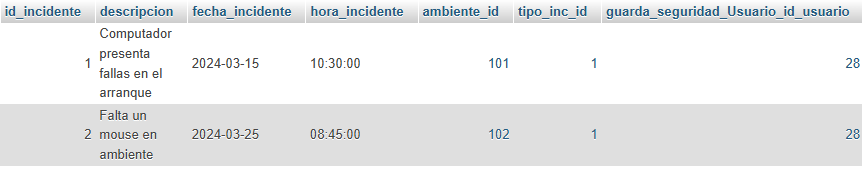 id_incidente descripcion fecha_incidente hora_incidente ambiente_id tipo_inc_id guarda_seguridad_Usuario_id_usuario
Computador
presenta
1 fallas en el 2024-03-15 10:30:00 101 1 28
arranque
Falta un
2 mouse en 2024-03-25 08:45:00 102 1 28
ambiente